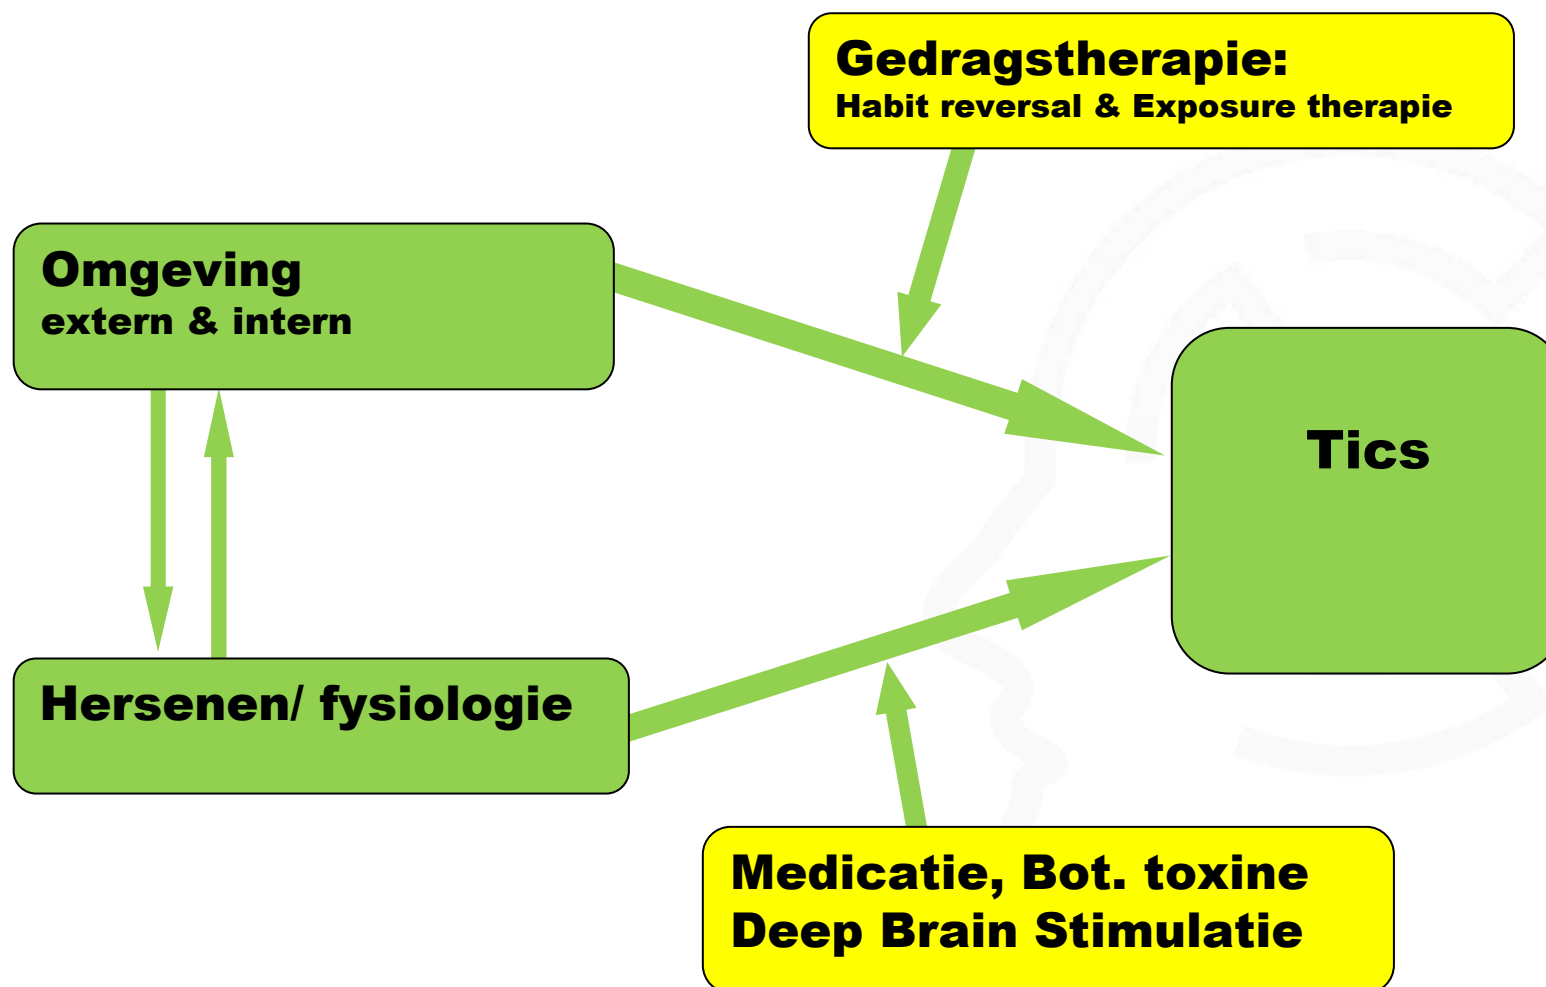 Gedragstherapie:
Habit reversal & Exposure therapie
Omgeving
extern & intern
Tics
Hersenen/ fysiologie
Medicatie, Bot. toxine
Deep Brain Stimulatie